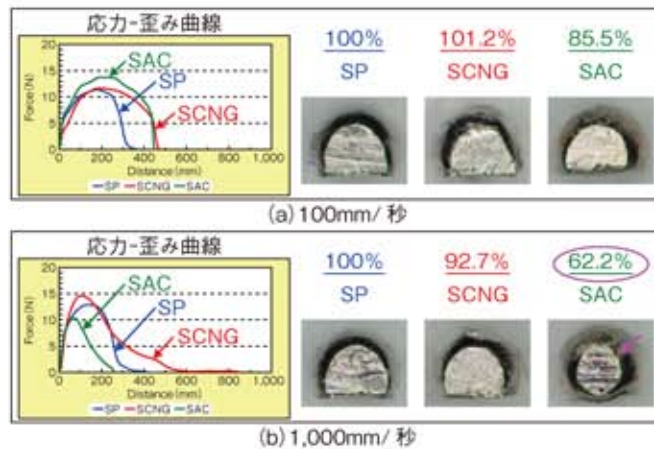 応力-歪み曲線
20
15
10
5
0
Force(N)
SAC
SP
SCNG
0 200 400 600 800 1,000
Distance(mm)
SP SCNG SAC
100% 101.2% 85.5%
SP SCNG SAC
(a)100mm/秒
応力-歪み曲線
20
15
10
5
0
Force(N)
SAC
SP
SCNG
0 200 400 600 800 1,000
Distance(mm)
SP SCNG SAC
100% 92.7% 62.2%
SP SCNG SAC
(b)1,000mm/秒